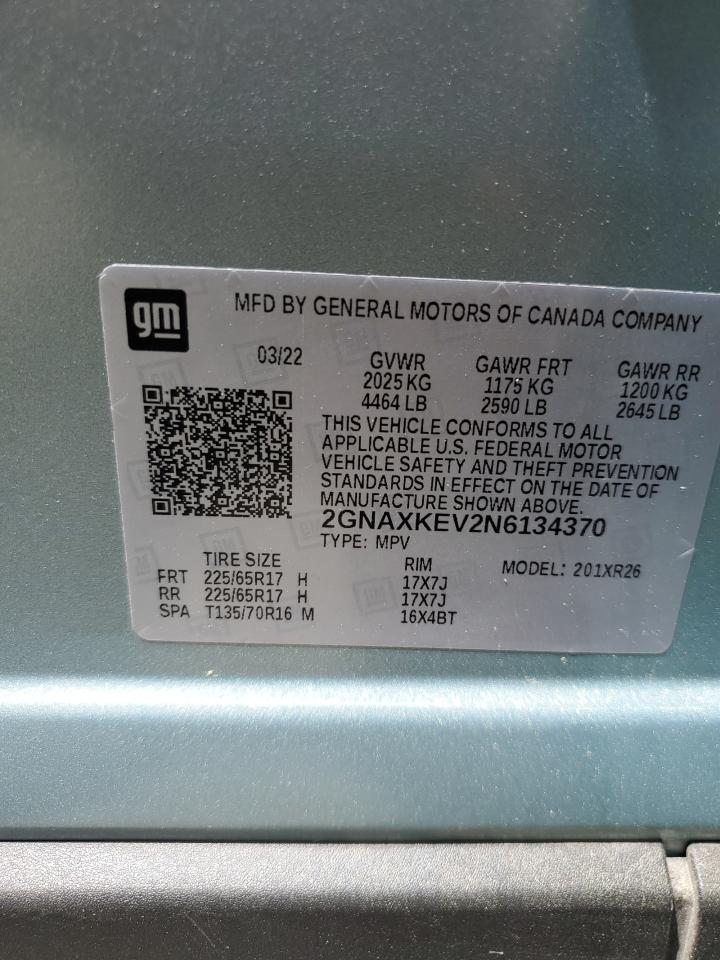 gm
MFD BY GENERAL MOTORS OF CANADA COMPANY
03/22 GVWR GAWR FRT GAWR RR
2025 KG 1175 KG 1200 KG
4464 LB 2590 LB 2645 LB
THIS VEHICLE CONFORMS TO ALL
APPLICABLE U.S. FEDERAL MOTOR
VEHICLE SAFETY AND THEFT PREVENTION
STANDARDS IN EFFECT ON THE DATE OF
MANUFACTURE SHOWN ABOVE.
2GNAXKEV2N6134370
TYPE: MPV
TIRE SIZE RIM MODEL: 201XR26
FRT 225/65R17 H 17X7J
RR 225/65R17 H 17X7J
SPA T135/70R16 M 16X4BT